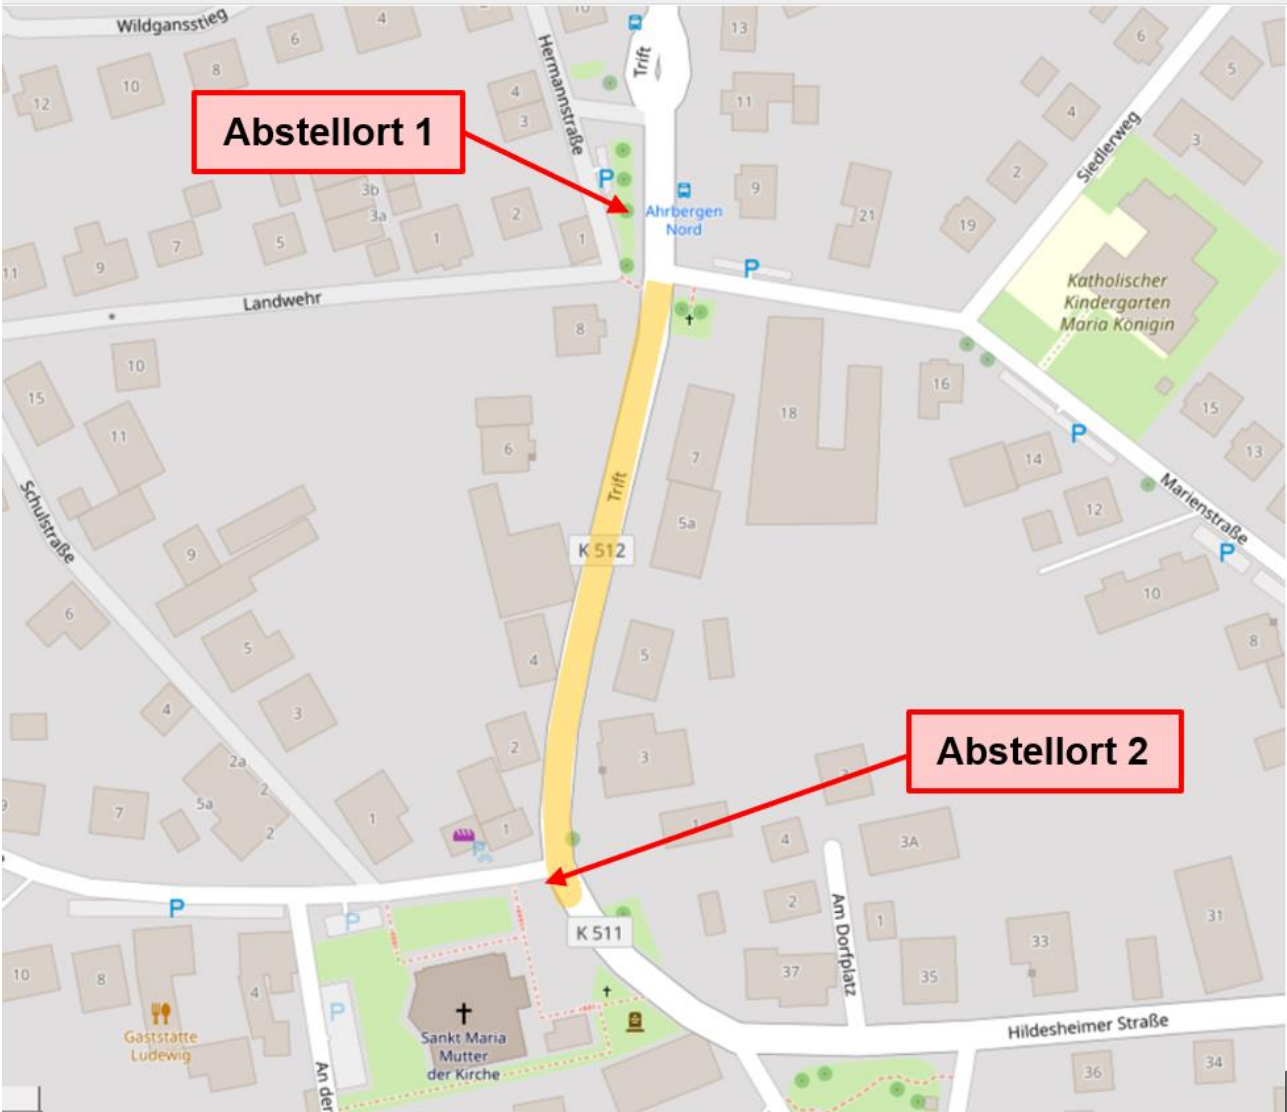 Wildgansstieg
4
10
6
8
10
12
Hermannstraße
4
3
Trift
13
11
6
5
4
3
Siedlerweg
Abstellort 1
P
3b
3a
2
1
1
5
7
9
11
Ahrbergen
Nord
9
21
2
19
P
Landwehr
Katholischer
Kindergarten
Maria Königin
8
10
15
11
6
Trift
7
18
16
15
13
P
14
12
Marienstraße
P
Schulstraße
5a
K 512
9
6
5
4
5
10
8
4
3
2
3
Abstellort 2
2a
2
5a
2
7
9
1
1
1
4
3A
P
P
K 511
2
1
31
33
Am Dorfplatz
37
35
10
8
4
P
Gaststätte
Ludewig
Sankt Maria
Mutter
der Kirche
An der
Hildesheimer Straße
36
34